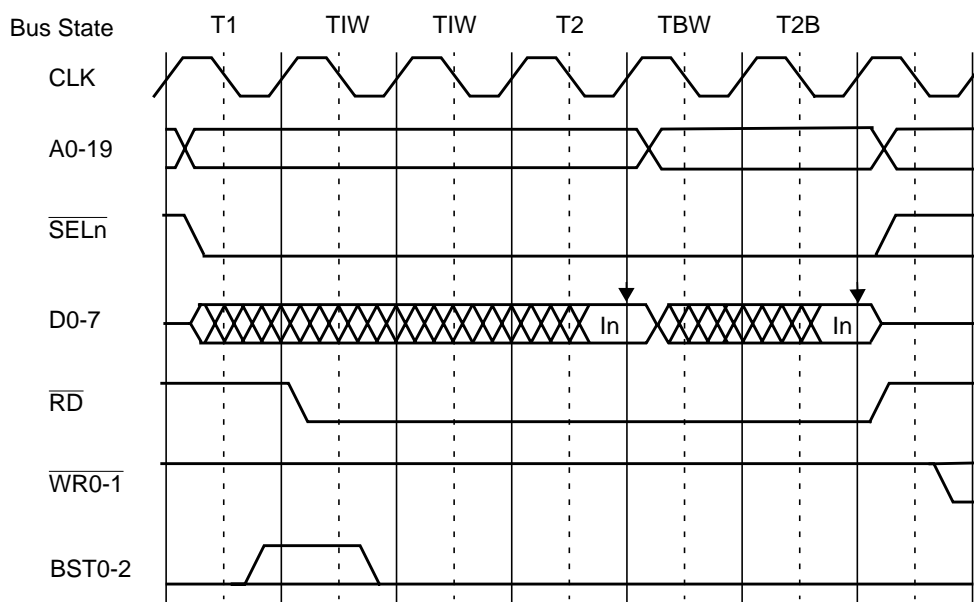 Bus State T1 TIW TIW T2 TBW T2B
CLK
A0-19
SELn
D0-7 In In
RD
WR0-1
BST0-2